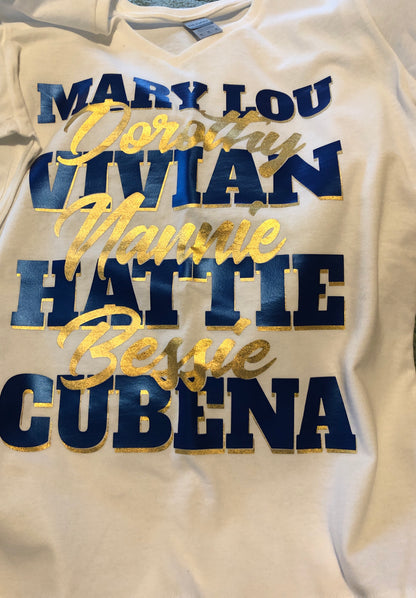 MARY LOU
Dorothy
VIVIAN
Nannie
HATTIE
Bessie
CUBENA